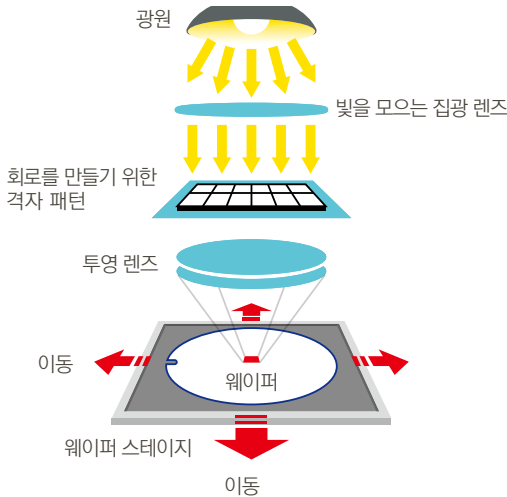 광원
빛을 모으는 집광 렌즈
회로를 만들기 위한
격자 패턴
투영 렌즈
이동
웨이퍼
웨이퍼 스테이지
이동